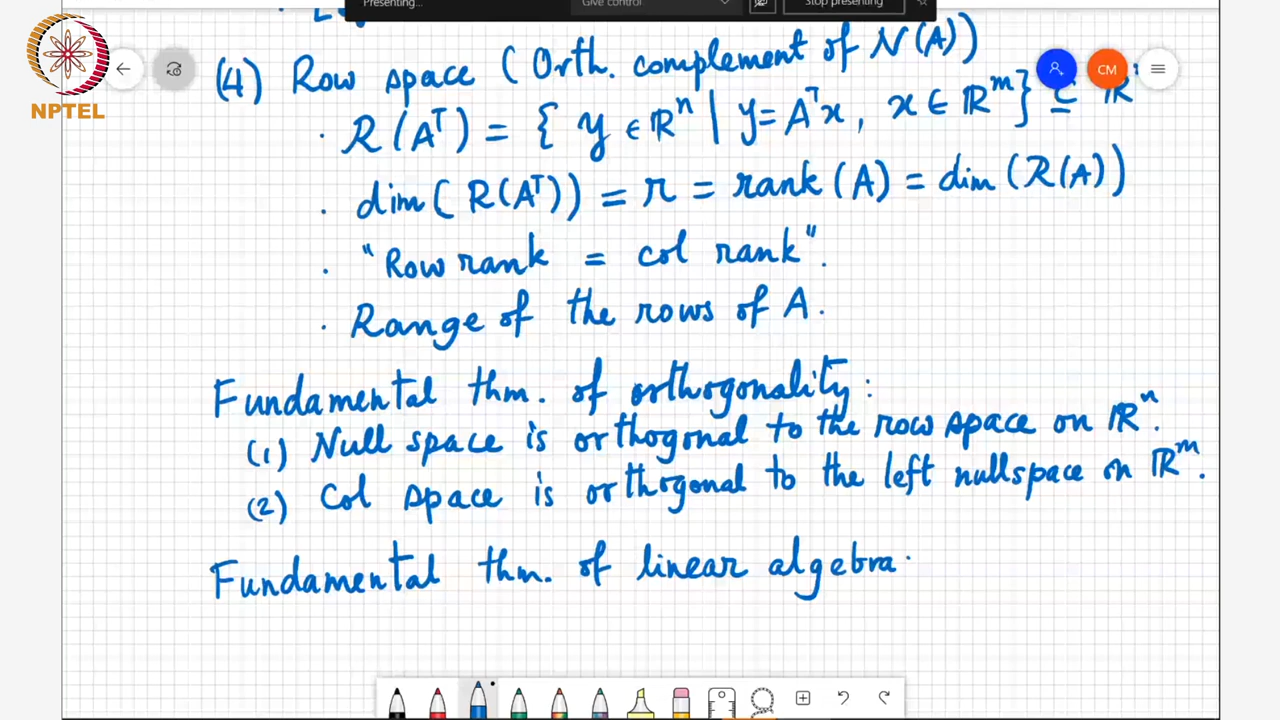 Presenting...
Give control
Stop presenting
NPTEL
CM
(4) Row space (Orth. complement of N(A))
. R(Aᵀ) = { y ∈ ℝⁿ | y = Aᵀx, x ∈ ℝᵐ } ⊆ ℝ
. dim(R(Aᵀ)) = r = rank(A) = dim(R(A))
. "Row rank = col rank".
. Range of the rows of A.
Fundamental thm. of orthogonality:
(1) Null space is orthogonal to the row space on ℝⁿ.
(2) Col space is orthogonal to the left nullspace on ℝᵐ.
Fundamental thm. of linear algebra.